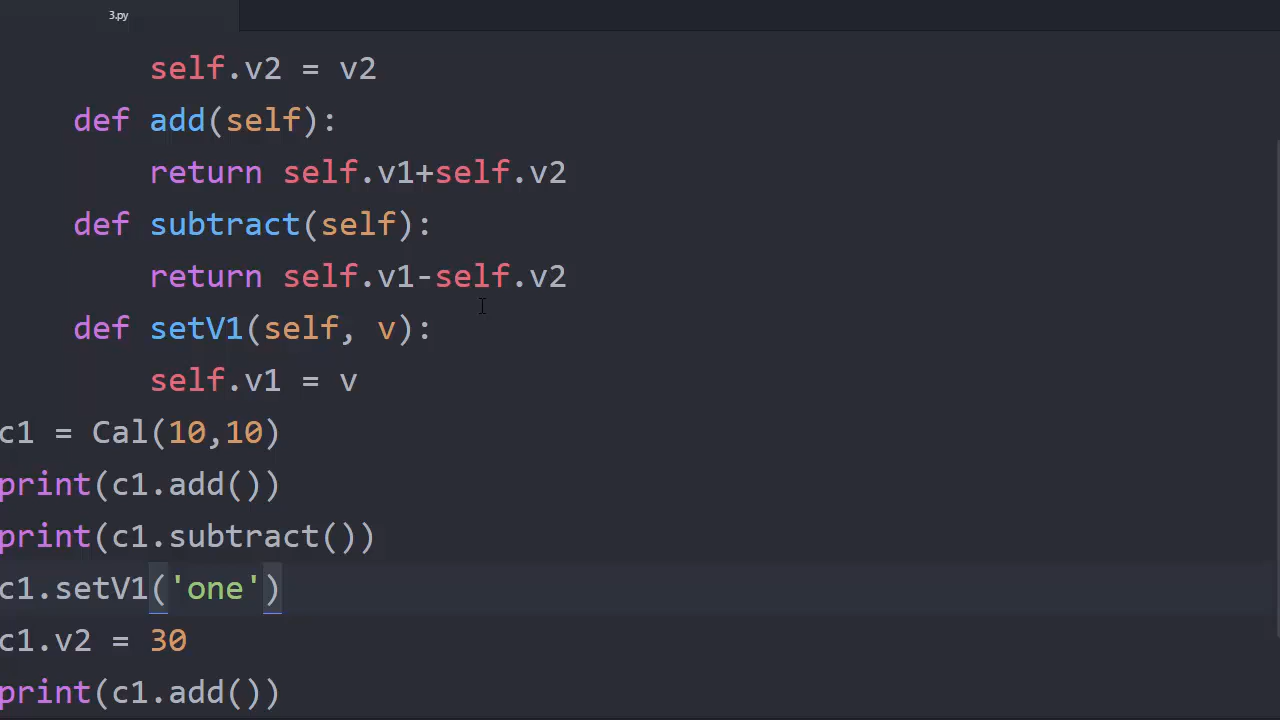 3.py
self.v2 = v2
def add(self):
return self.v1+self.v2
def subtract(self):
return self.v1-self.v2
def setV1(self, v):
self.v1 = v
c1 = Cal(10,10)
print(c1.add())
print(c1.subtract())
c1.setV1('one')
c1.v2 = 30
print(c1.add())